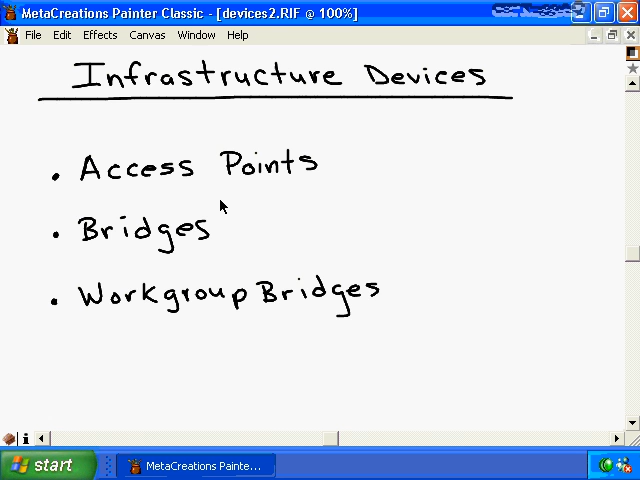 MetaCreations Painter Classic - [devices2.RIF @ 100%]
File Edit Effects Canvas Window Help
Infrastructure Devices
. Access Points
. Bridges
. Workgroup Bridges
start MetaCreations Painte...